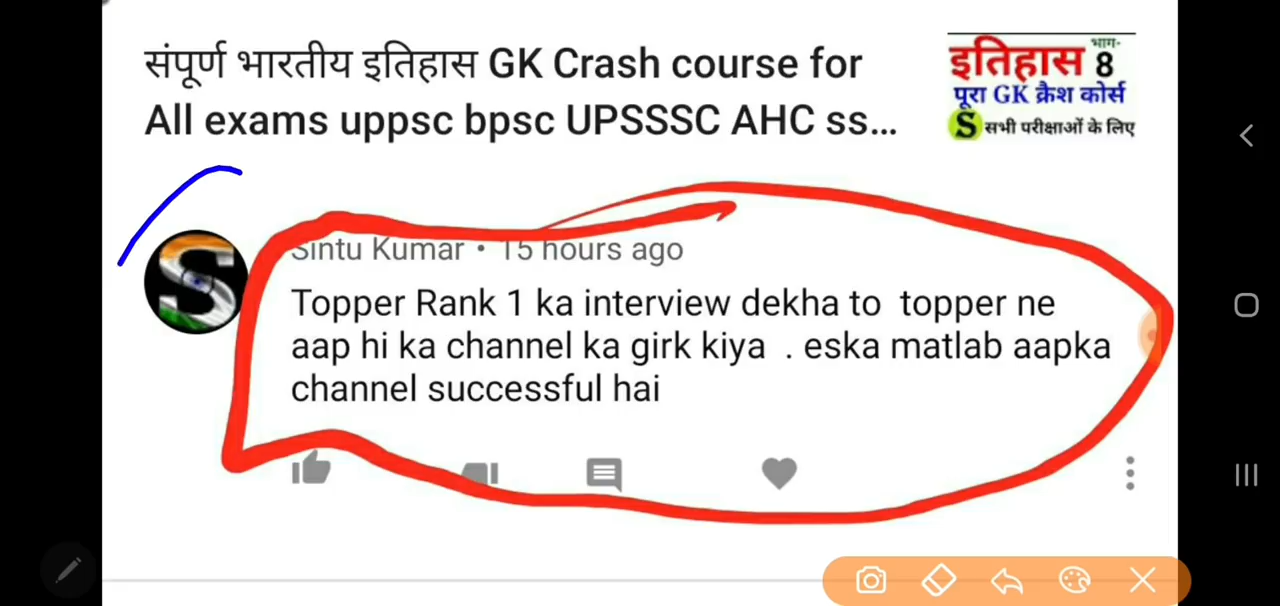 संपूर्ण भारतीय इतिहास GK Crash course for
All exams uppsc bpsc UPSSSC AHC ss...
भाग-
इतिहास 8
पूरा GK क्रैश कोर्स
S सभी परीक्षाओं के लिए
S
Sintu Kumar • 15 hours ago
Topper Rank 1 ka interview dekha to topper ne
aap hi ka channel ka girk kiya . eska matlab aapka
channel successful hai